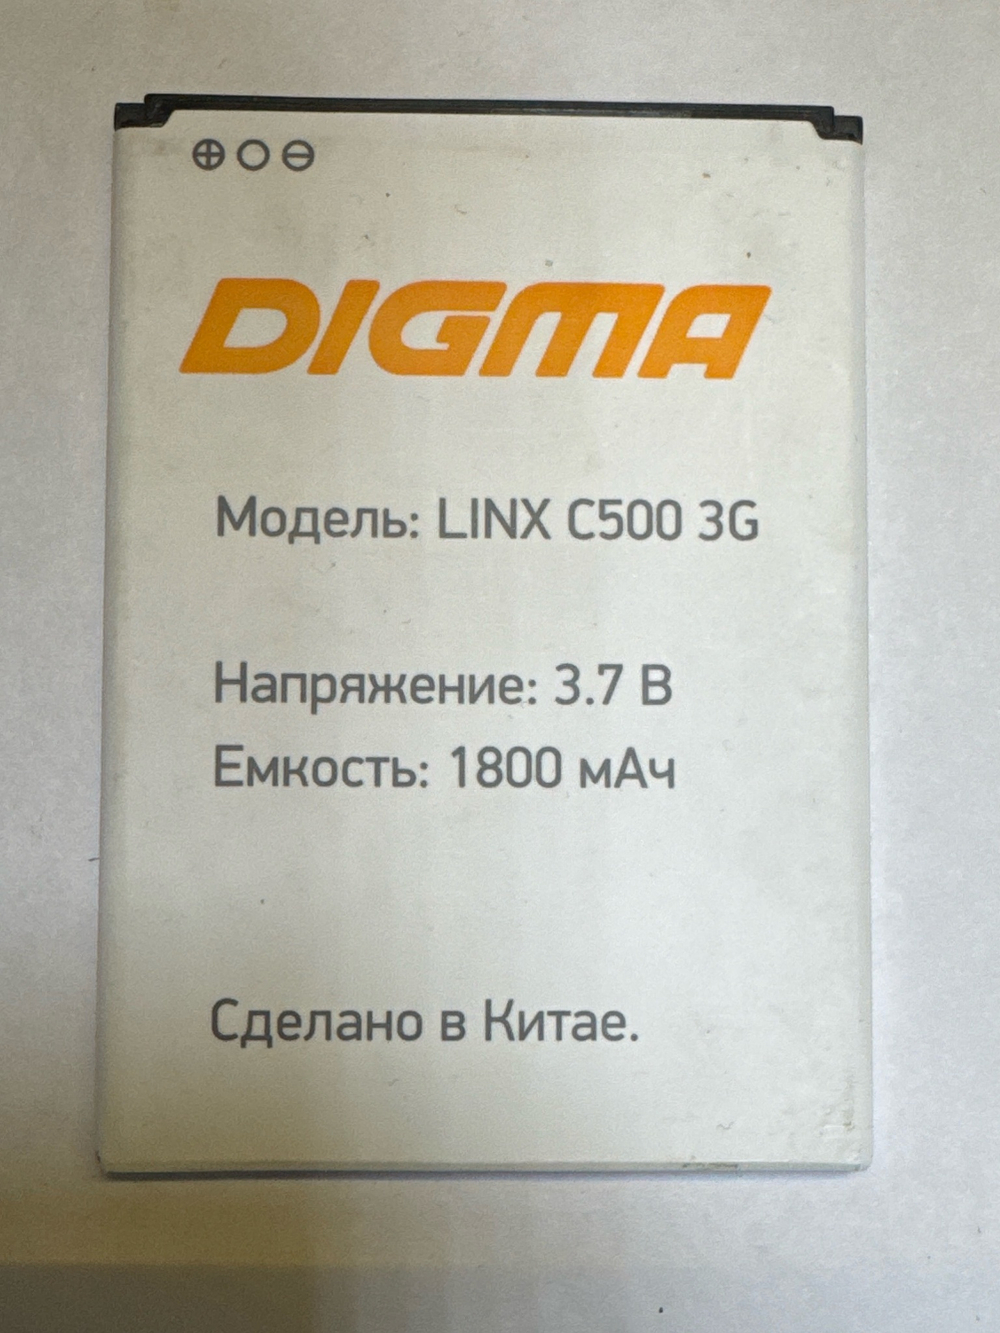 ⊕ ○ ⊖
DIGMA
Модель: LINX C500 3G
Напряжение: 3.7 В
Емкость: 1800 мАч
Сделано в Китае.